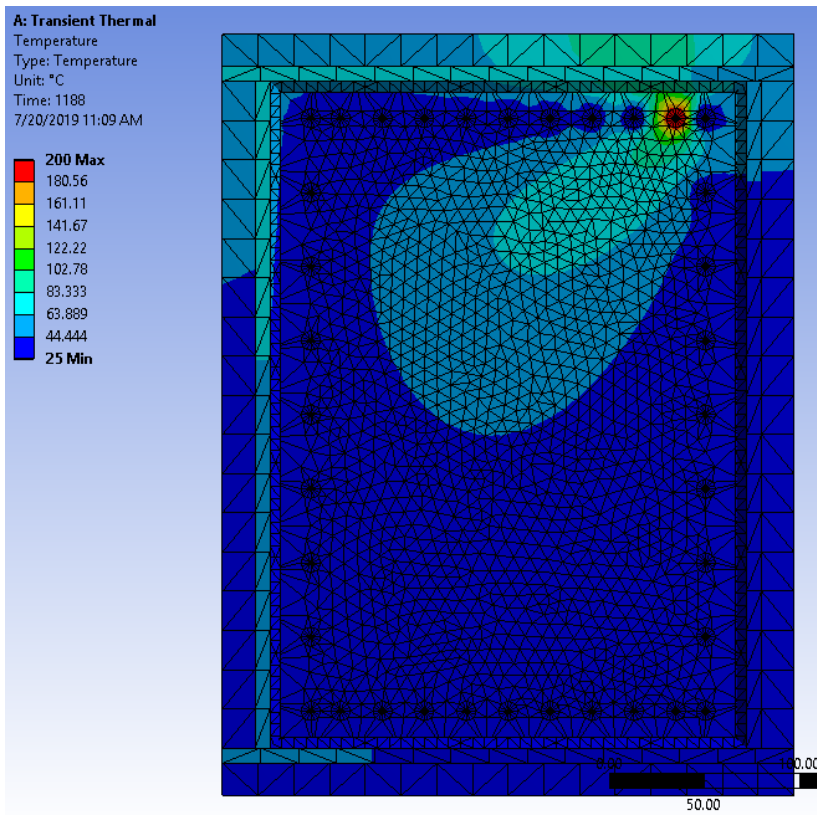 A: Transient Thermal
Temperature
Type: Temperature
Unit: °C
Time: 1188
7/20/2019 11:09 AM
200 Max
180.56
161.11
141.67
122.22
102.78
83.333
63.889
44.444
25 Min
0.00 100.00
50.00